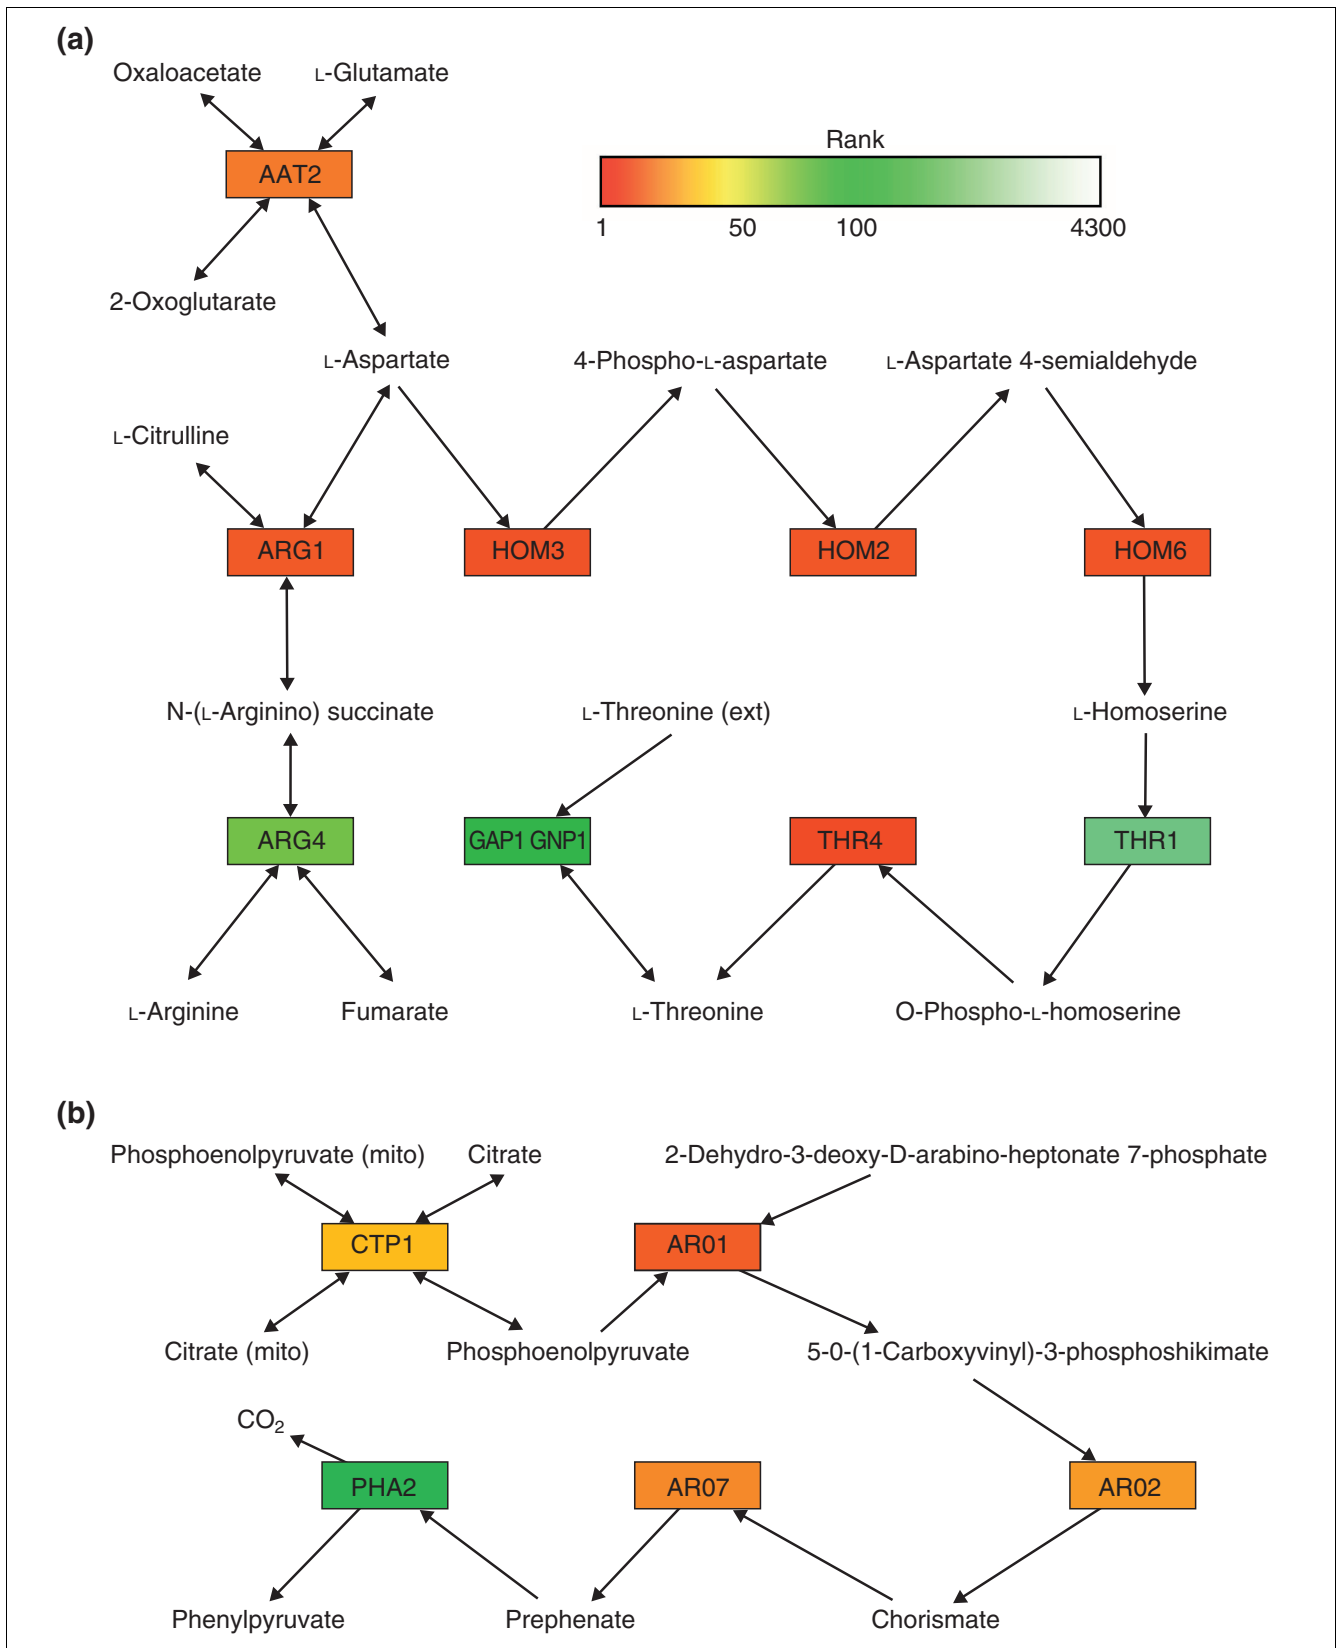 (a)
Oxaloacetate L-Glutamate
Rank
AAT2
1 50 100 4300
2-Oxoglutarate
L-Aspartate 4-Phospho-L-aspartate L-Aspartate 4-semialdehyde
L-Citrulline
ARG1 HOM3 HOM2 HOM6
N-(L-Arginino) succinate L-Threonine (ext) L-Homoserine
ARG4 GAP1 GNP1 THR4 THR1
L-Arginine Fumarate L-Threonine O-Phospho-L-homoserine
(b)
Phosphoenolpyruvate (mito) Citrate 2-Dehydro-3-deoxy-D-arabino-heptonate 7-phosphate
CTP1 AR01
Citrate (mito) Phosphoenolpyruvate 5-0-(1-Carboxyvinyl)-3-phosphoshikimate
CO2
PHA2 AR07 AR02
Phenylpyruvate Prephenate Chorismate